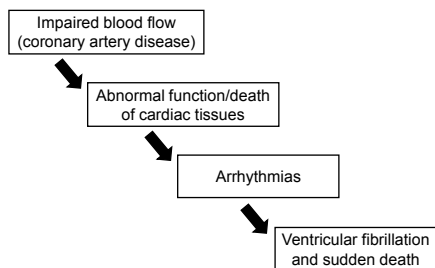 Impaired blood flow
(coronary artery disease)
Abnormal function/death
of cardiac tissues
Arrhythmias
Ventricular fibrillation
and sudden death